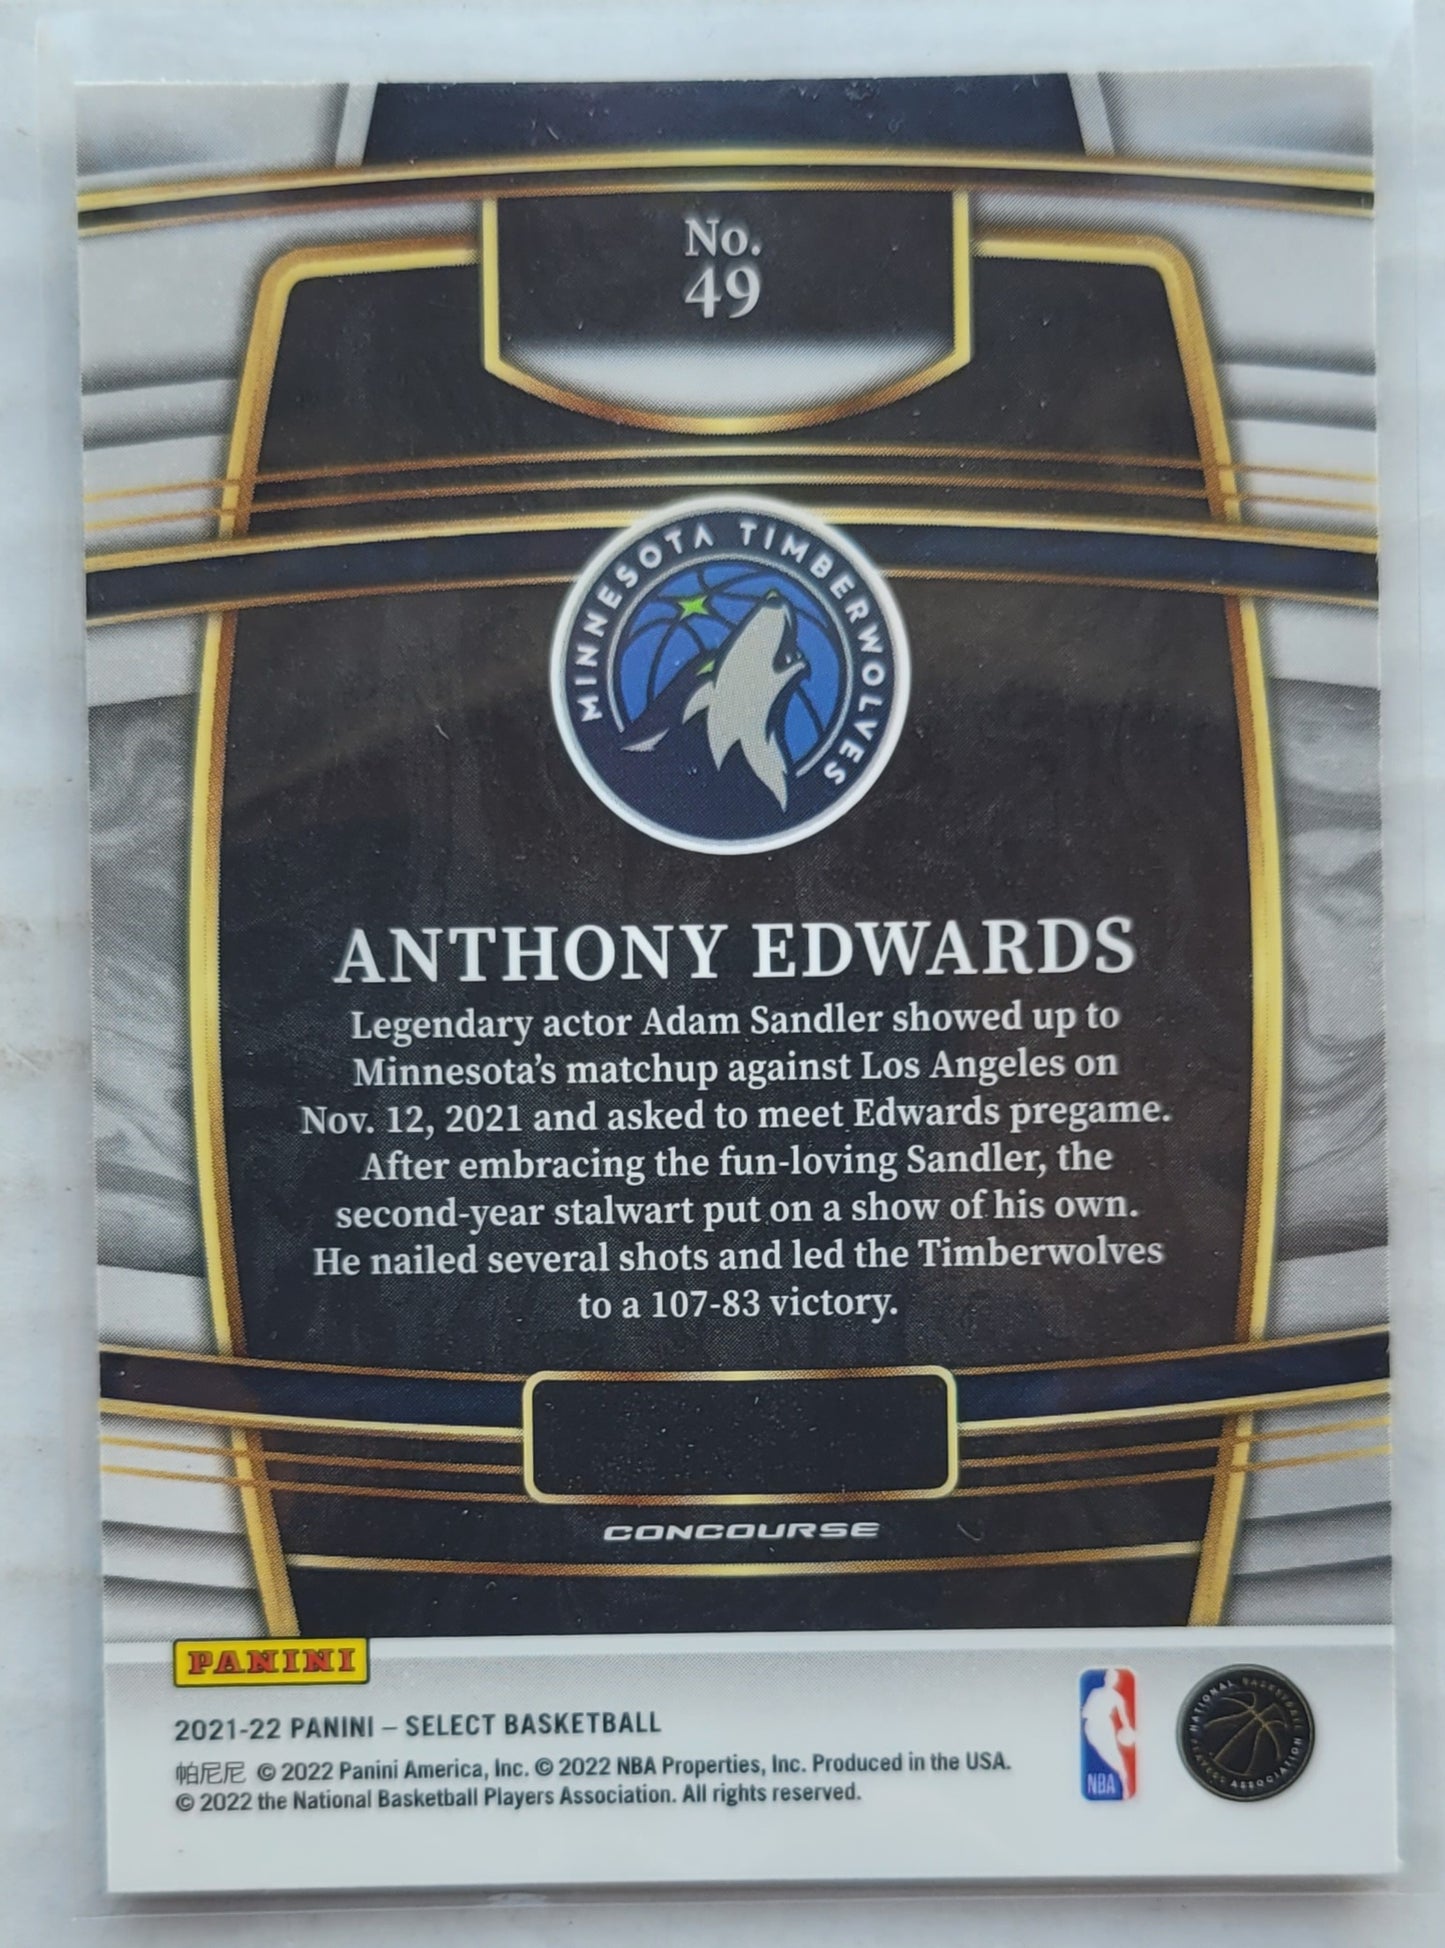 No.
49
MINNESOTA TIMBERWOLVES
ANTHONY EDWARDS
Legendary actor Adam Sandler showed up to
Minnesota’s matchup against Los Angeles on
Nov. 12, 2021 and asked to meet Edwards pregame.
After embracing the fun-loving Sandler, the
second-year stalwart put on a show of his own.
He nailed several shots and led the Timberwolves
to a 107-83 victory.
CONCOURSE
PANINI
2021-22 PANINI – SELECT BASKETBALL
帕尼尼 © 2022 Panini America, Inc. © 2022 NBA Properties, Inc. Produced in the USA.
© 2022 the National Basketball Players Association. All rights reserved.
NBA
NATIONAL BASKETBALL PLAYERS ASSOCIATION